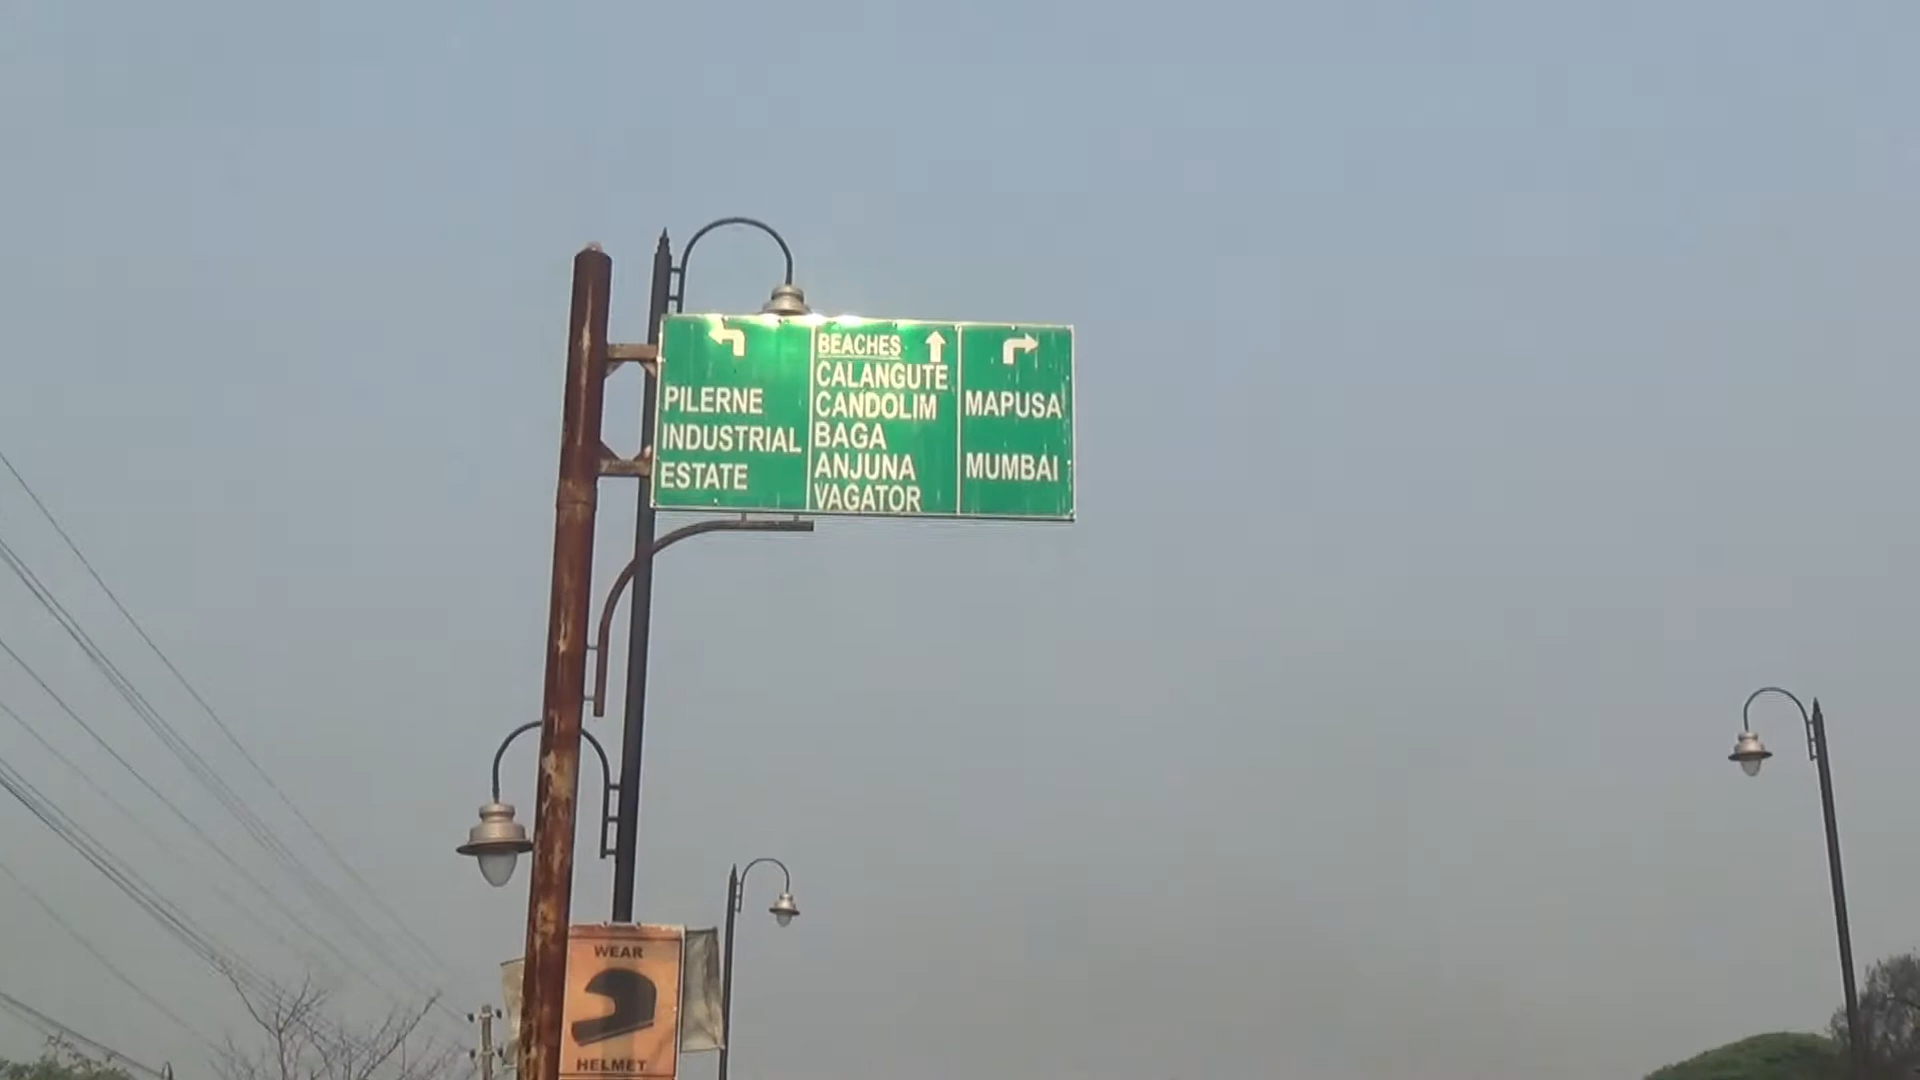 PILERNE
INDUSTRIAL
ESTATE
BEACHES
CALANGUTE
CANDOLIM
BAGA
ANJUNA
VAGATOR
MAPUSA
MUMBAI
WEAR
HELMET